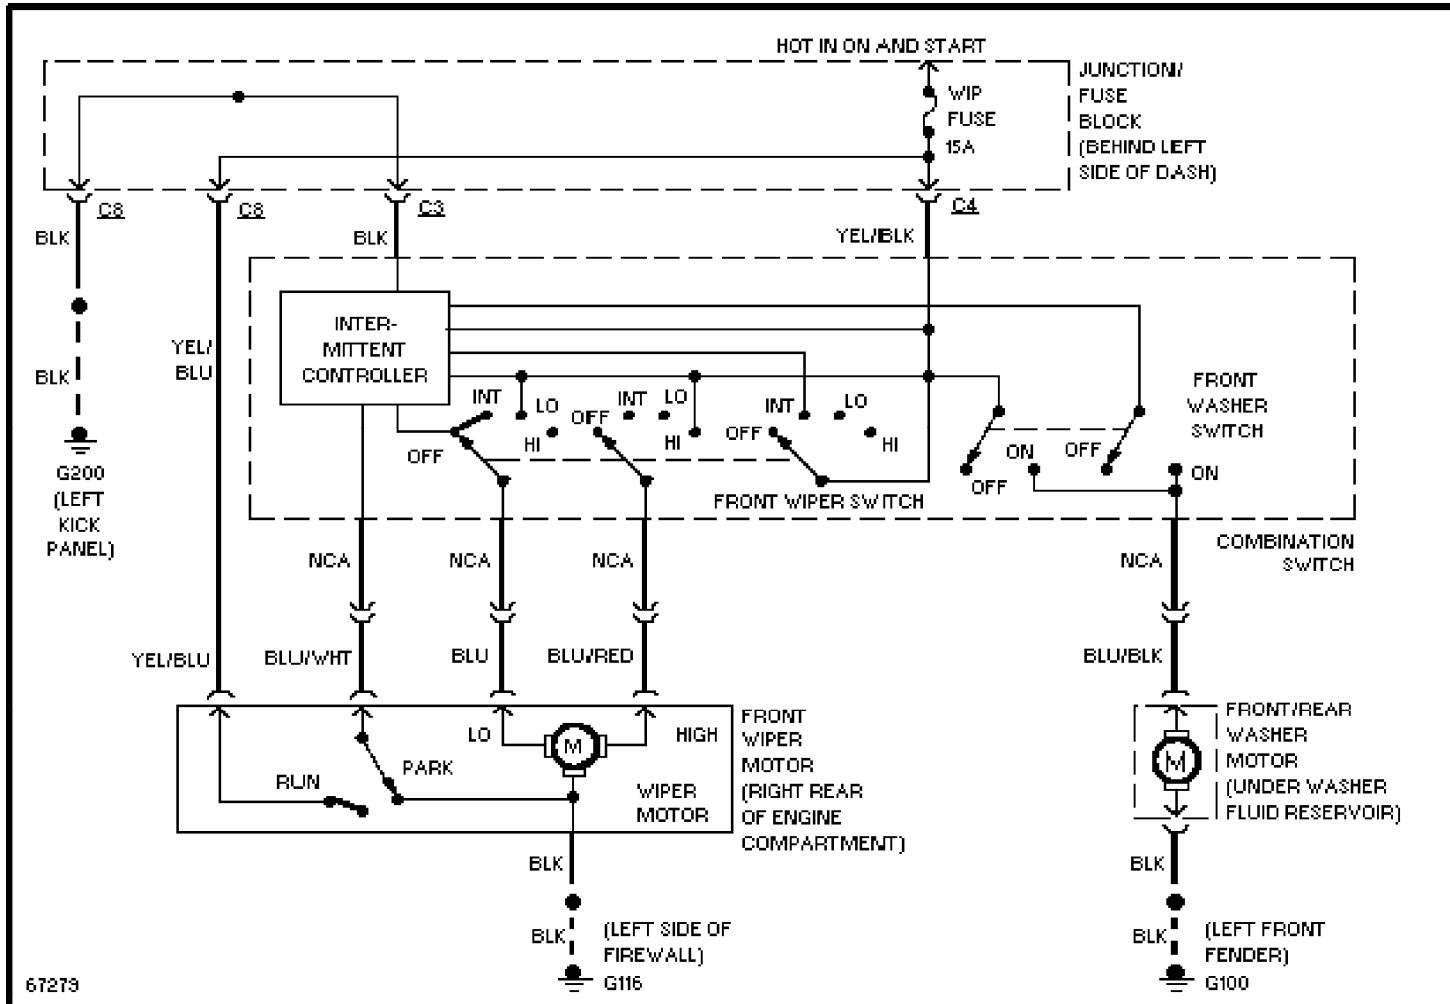 HOT IN ON AND START
JUNCTION/
FUSE
BLOCK
(BEHIND LEFT
SIDE OF DASH)
WIP
FUSE
15A
C8
C8
C3
C4
BLK
BLK
YEL/BLK
INTER-
MITTENT
CONTROLLER
YEL/
BLU
BLK
G200
(LEFT
KICK
PANEL)
INT
LO
HI
OFF
INT
LO
OFF
HI
INT
LO
OFF
HI
FRONT WIPER SWITCH
FRONT
WASHER
SWITCH
ON
OFF
OFF
ON
COMBINATION
SWITCH
NCA
NCA
NCA
NCA
YEL/BLU
BLU/WHT
BLU
BLU/RED
BLU/BLK
LO
M
HIGH
RUN
PARK
WIPER
MOTOR
FRONT
WIPER
MOTOR
(RIGHT REAR
OF ENGINE
COMPARTMENT)
M
FRONT/REAR
WASHER
MOTOR
(UNDER WASHER
FLUID RESERVOIR)
BLK
BLK
BLK
(LEFT SIDE OF
FIREWALL)
G116
BLK
(LEFT FRONT
FENDER)
G100
67279